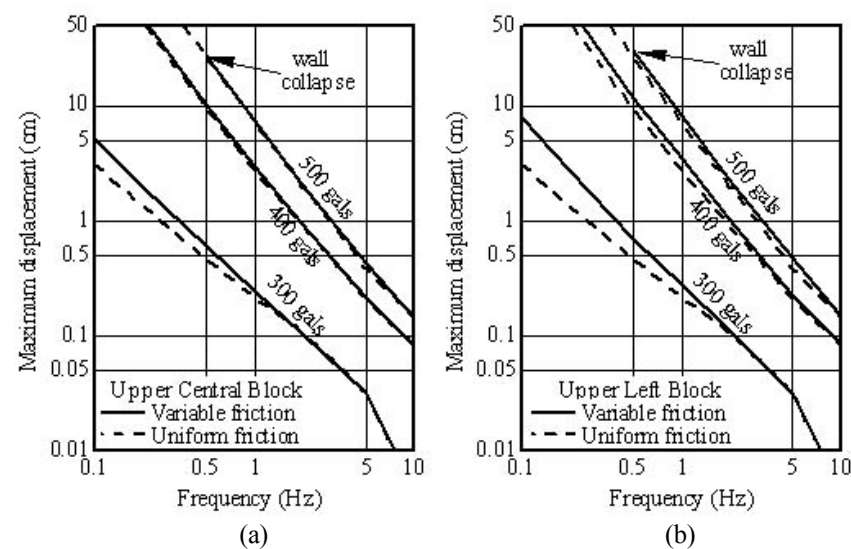 50
10
5
1
0.5
0.1
0.05
0.01
Maximum displacement (cm)
wall
collapse
500 gals
400 gals
300 gals
Upper Central Block
Variable friction
Uniform friction
0.1
0.5
1
5
10
Frequency (Hz)
(a)
50
10
5
1
0.5
0.1
0.05
0.01
Maximum displacement (cm)
wall
collapse
500 gals
400 gals
300 gals
Upper Left Block
Variable friction
Uniform friction
0.1
0.5
1
5
10
Frequency (Hz)
(b)